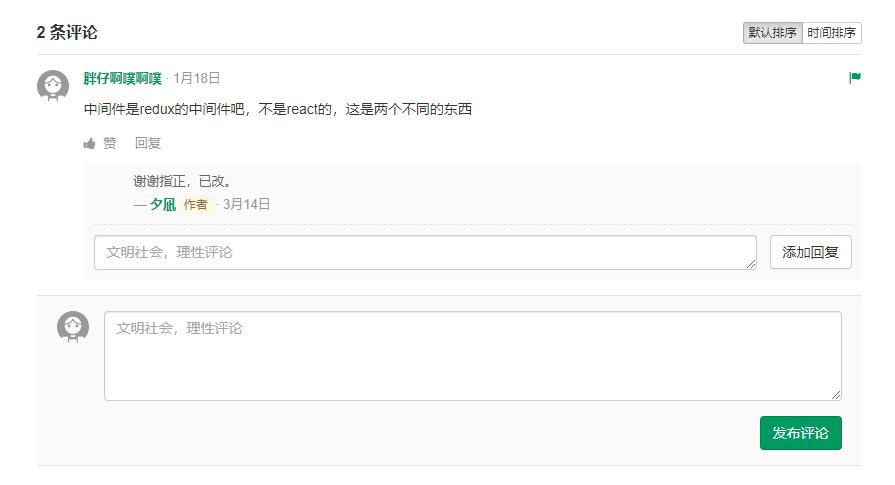 2 条评论
默认排序 时间排序
胖仔啊噗啊噗 · 1月18日
中间件是redux的中间件吧，不是react的，这是两个不同的东西
赞 回复
谢谢指正，已改。
— 夕凪 作者 · 3月14日
文明社会，理性评论
添加回复
文明社会，理性评论
发布评论